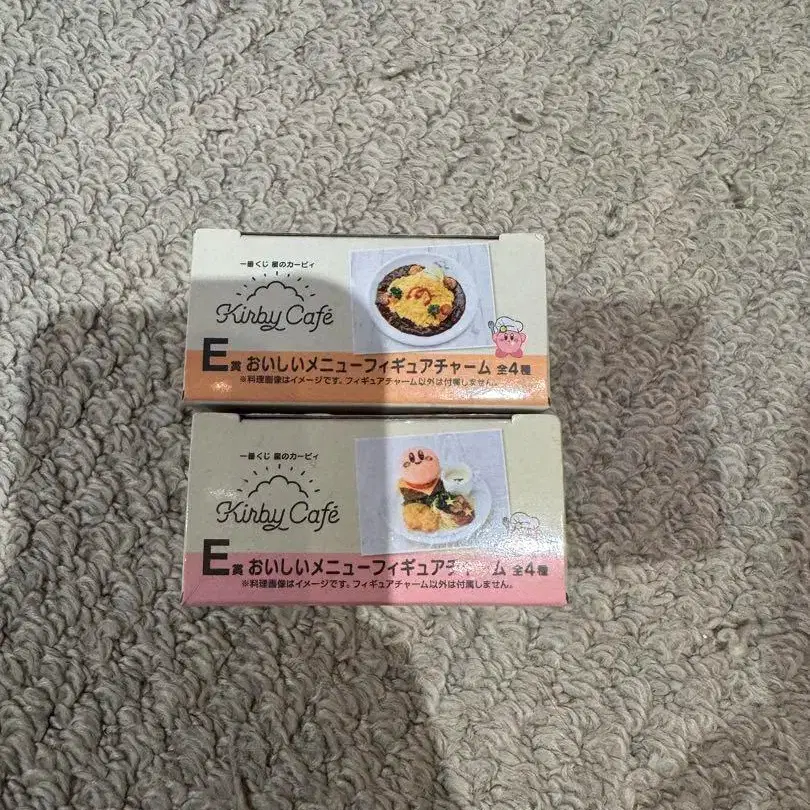 一番くじ 星のカービィ
Kirby Café
E賞 おいしいメニューフィギュアチャーム 全4種
※料理画像はイメージです。フィギュアチャーム以外は付属しません。
一番くじ 星のカービィ
Kirby Café
E賞 おいしいメニューフィギュアチ ム 全4種
※料理画像はイメージです。フィギュアチャーム以外は付属しません。